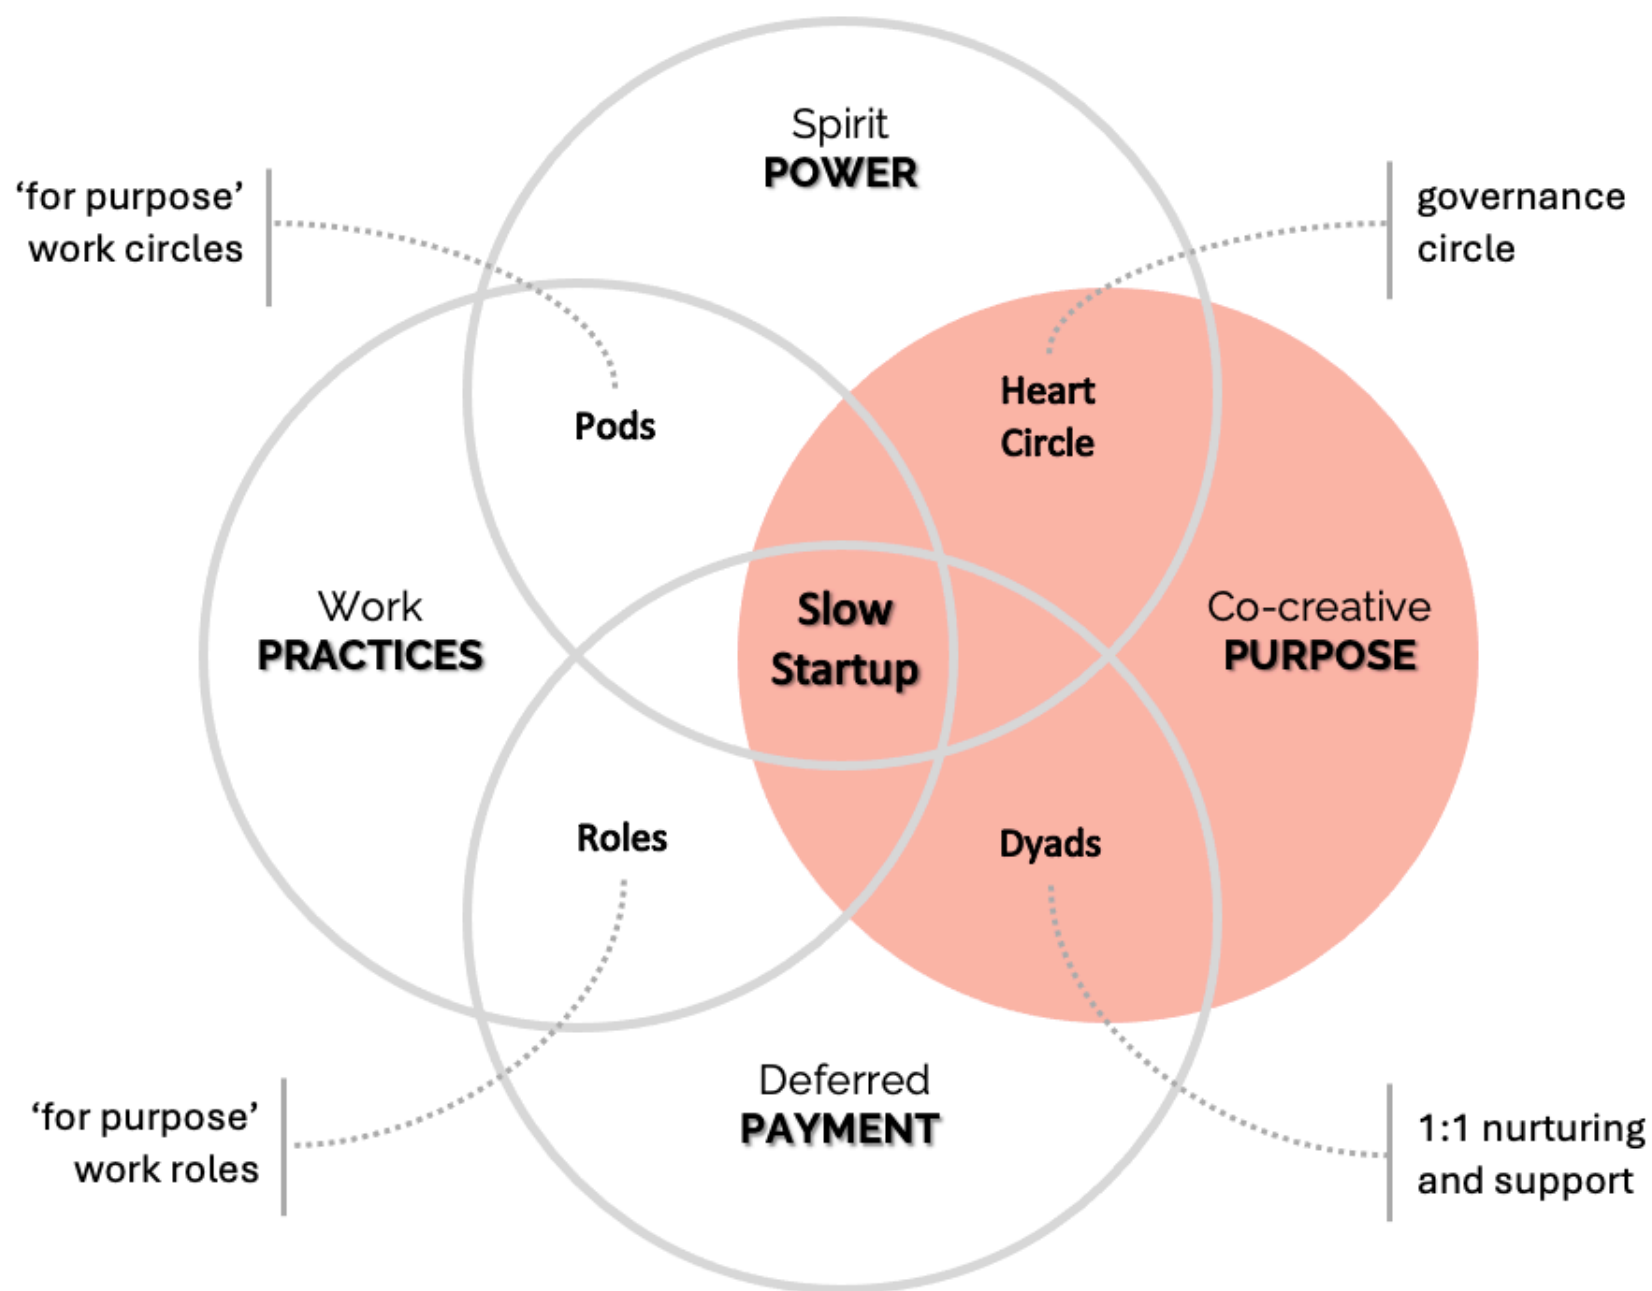 Spirit
POWER
‘for purpose’
work circles
governance
circle
Heart
Circle
Pods
Slow
Startup
Work
PRACTICES
Co-creative
PURPOSE
Roles
Dyads
Deferred
PAYMENT
‘for purpose’
work roles
1:1 nurturing
and support